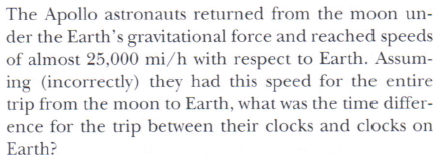 The Apollo astronauts returned from the moon un-
der the Earth's gravitational force and reached speeds
of almost 25,000 mi/h with respect to Earth. Assum-
ing (incorrectly) they had this speed for the entire
trip from the moon to Earth, what was the time differ-
ence for the trip between their clocks and clocks on
Earth?